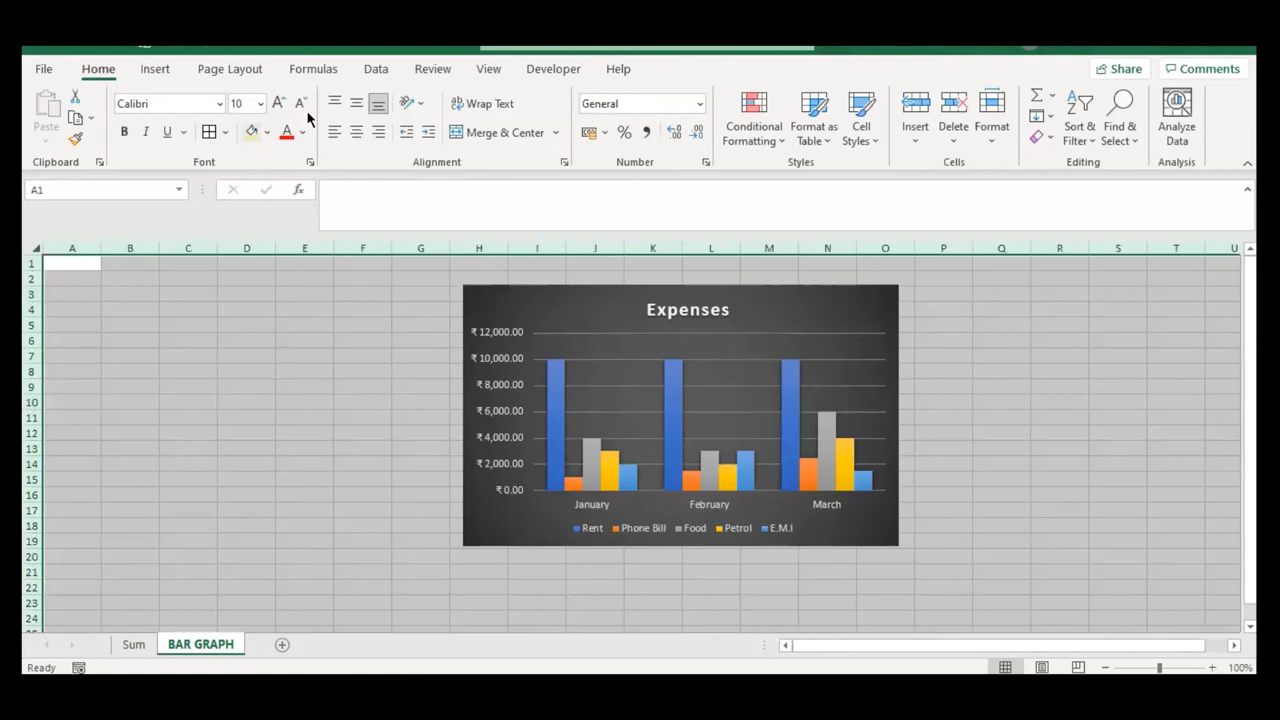 File Home Insert Page Layout Formulas Data Review View Developer Help Share Comments
Paste Calibri 10 A A Wrap Text General Conditional Formatting Format as Table Cell Styles Insert Delete Format Sort & Filter Find & Select Analyze Data
B I U A Merge & Center % ,
Clipboard Font Alignment Number Styles Cells Editing Analysis
A1 fx
A B C D E F G H I J K L M N O P Q R S T U
1
2
3
4
5
6
7
8
9
10
11
12
13
14
15
16
17
18
19
20
21
22
23
24
Expenses
₹ 12,000.00
₹ 10,000.00
₹ 8,000.00
₹ 6,000.00
₹ 4,000.00
₹ 2,000.00
₹ 0.00
January February March
Rent Phone Bill Food Petrol E.M.I
Sum BAR GRAPH
Ready 100%